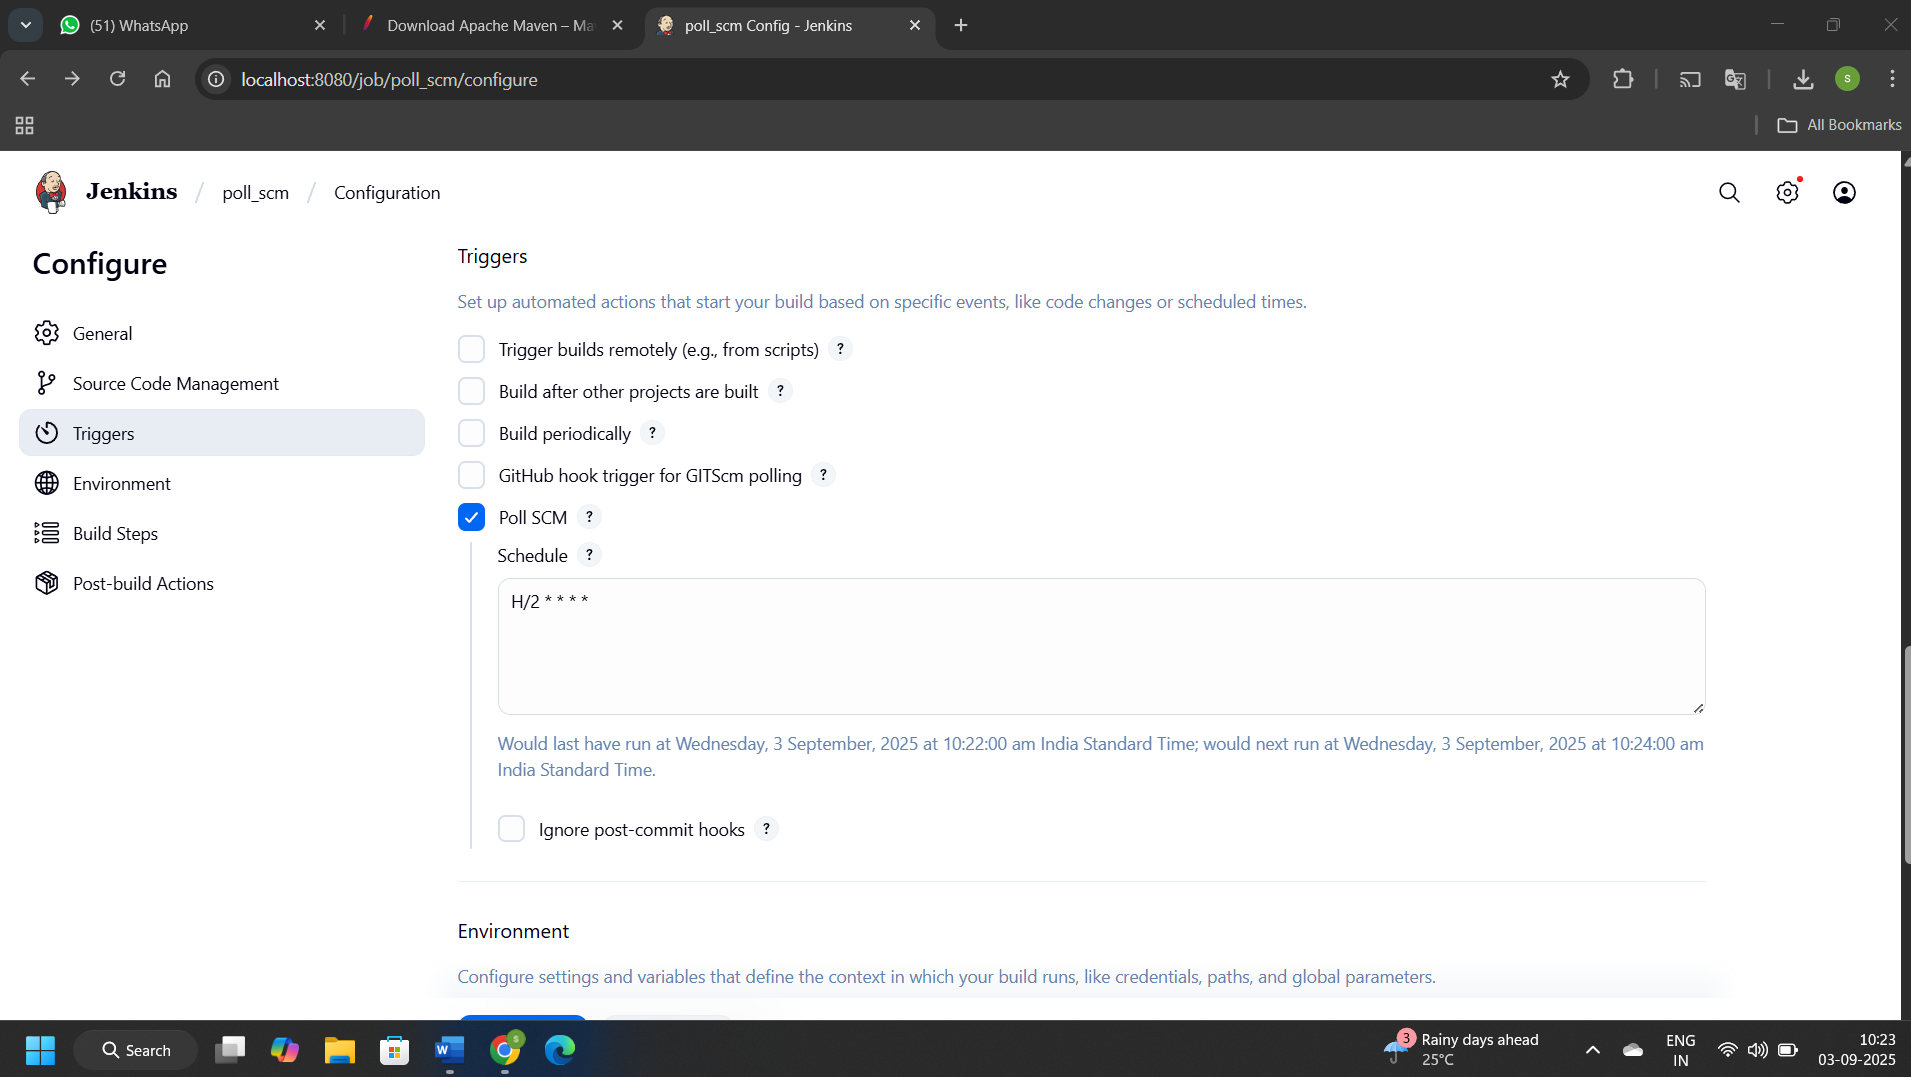 (51) WhatsApp
Download Apache Maven – Ma
poll_scm Config - Jenkins
localhost:8080/job/poll_scm/configure
S
All Bookmarks
Jenkins / poll_scm / Configuration
Configure
General
Source Code Management
Triggers
Environment
Build Steps
Post-build Actions
Triggers
Set up automated actions that start your build based on specific events, like code changes or scheduled times.
Trigger builds remotely (e.g., from scripts) ?
Build after other projects are built ?
Build periodically ?
GitHub hook trigger for GITScm polling ?
Poll SCM ?
Schedule ?
H/2 * * * *
Would last have run at Wednesday, 3 September, 2025 at 10:22:00 am India Standard Time; would next run at Wednesday, 3 September, 2025 at 10:24:00 am
India Standard Time.
Ignore post-commit hooks ?
Environment
Configure settings and variables that define the context in which your build runs, like credentials, paths, and global parameters.
Search
W
S
3
Rainy days ahead
25°C
ENG
IN
10:23
03-09-2025